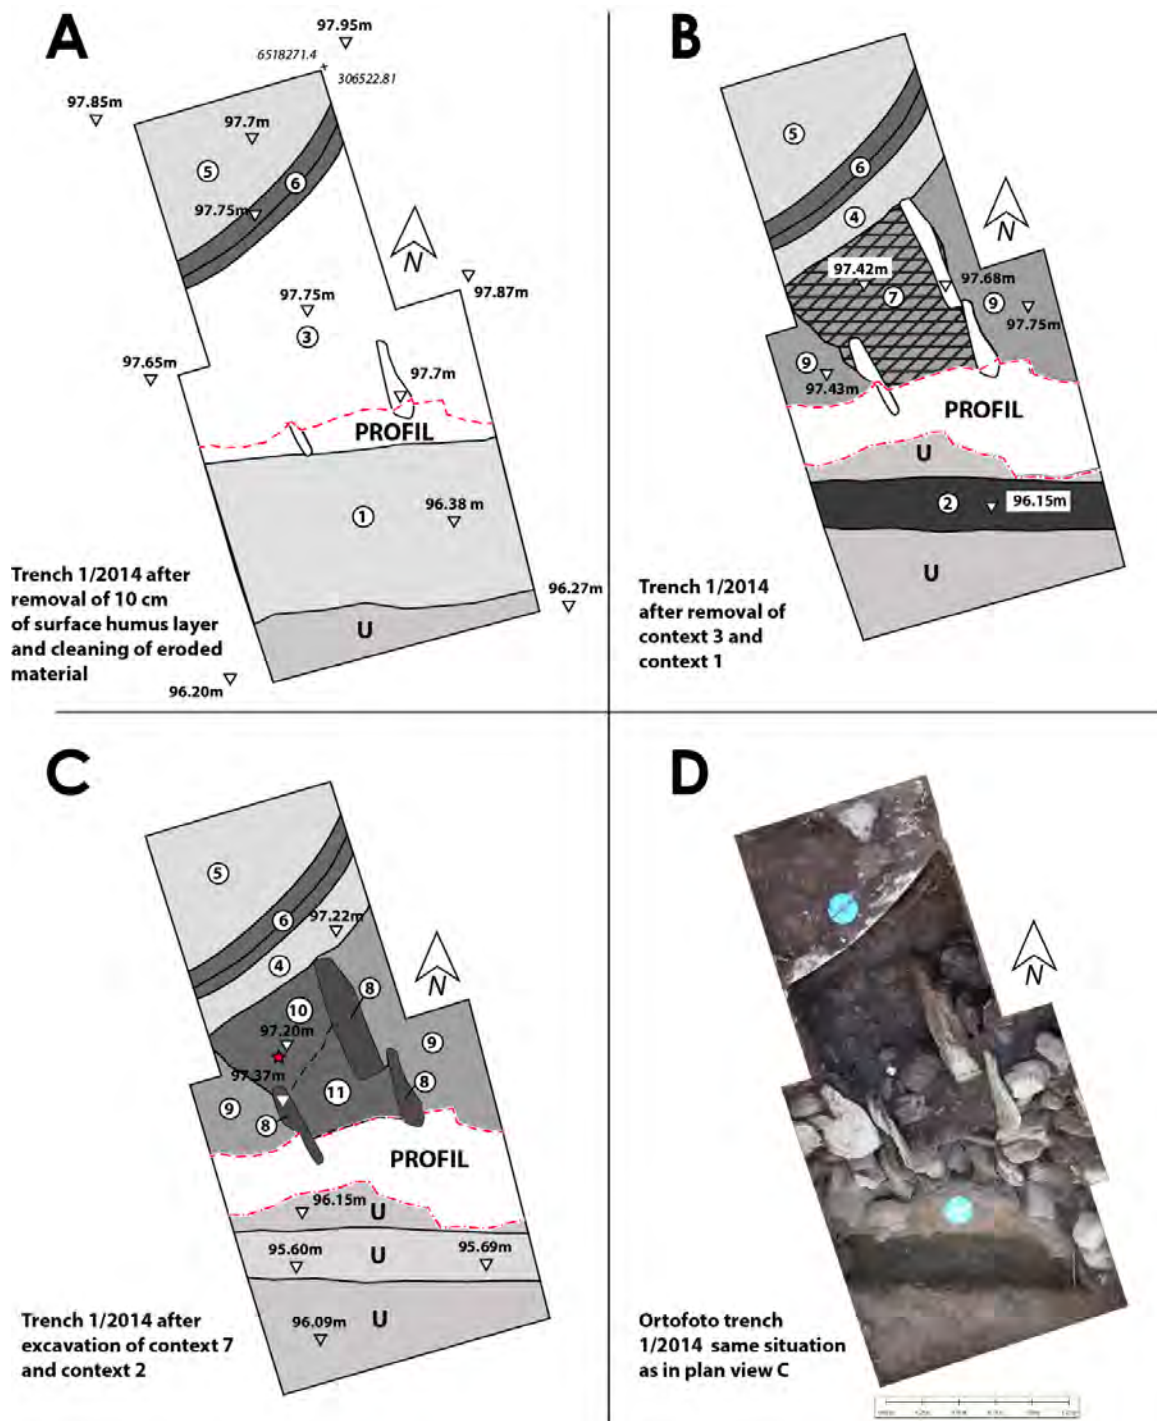 A
97.95m
6518271.4
306522.81
97.85m
97.7m
5
6
97.75m
N
97.87m
97.75m
3
97.65m
97.7m
PROFIL
1
96.38 m
Trench 1/2014 after
removal of 10 cm
of surface humus layer
and cleaning of eroded
material
96.27m
U
96.20m
B
5
6
4
N
97.42m
97.68m
7
9
97.75m
9
97.43m
PROFIL
U
2
96.15m
U
Trench 1/2014
after removal of
context 3 and
context 1
C
5
6
97.22m
4
N
8
10
97.20m
9
97.37m
11
8
9
8
PROFIL
96.15m
U
95.60m
95.69m
U
96.09m
U
Trench 1/2014 after
excavation of context 7
and context 2
D
N
Ortofoto trench
1/2014 same situation
as in plan view C